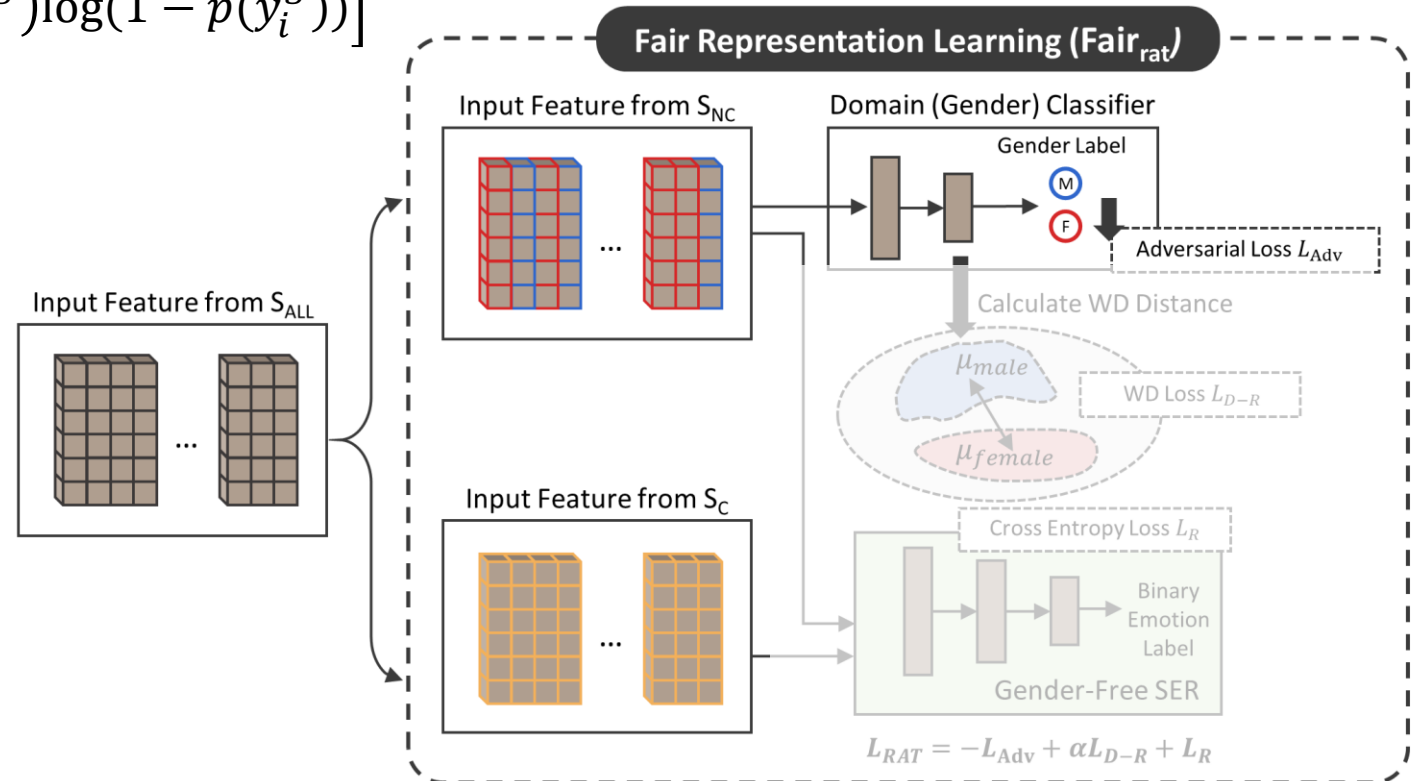 )log(1 − p(y_i^g))]
Fair Representation Learning (Fair_rat)
Input Feature from S_NC
Domain (Gender) Classifier
Gender Label
M
F
Adversarial Loss L_Adv
...
Calculate WD Distance
Input Feature from S_ALL
...
μ_male
WD Loss L_{D−R}
μ_female
Input Feature from S_C
Cross Entropy Loss L_R
...
Binary
Emotion
Label
Gender-Free SER
L_RAT = −L_Adv + αL_{D−R} + L_R